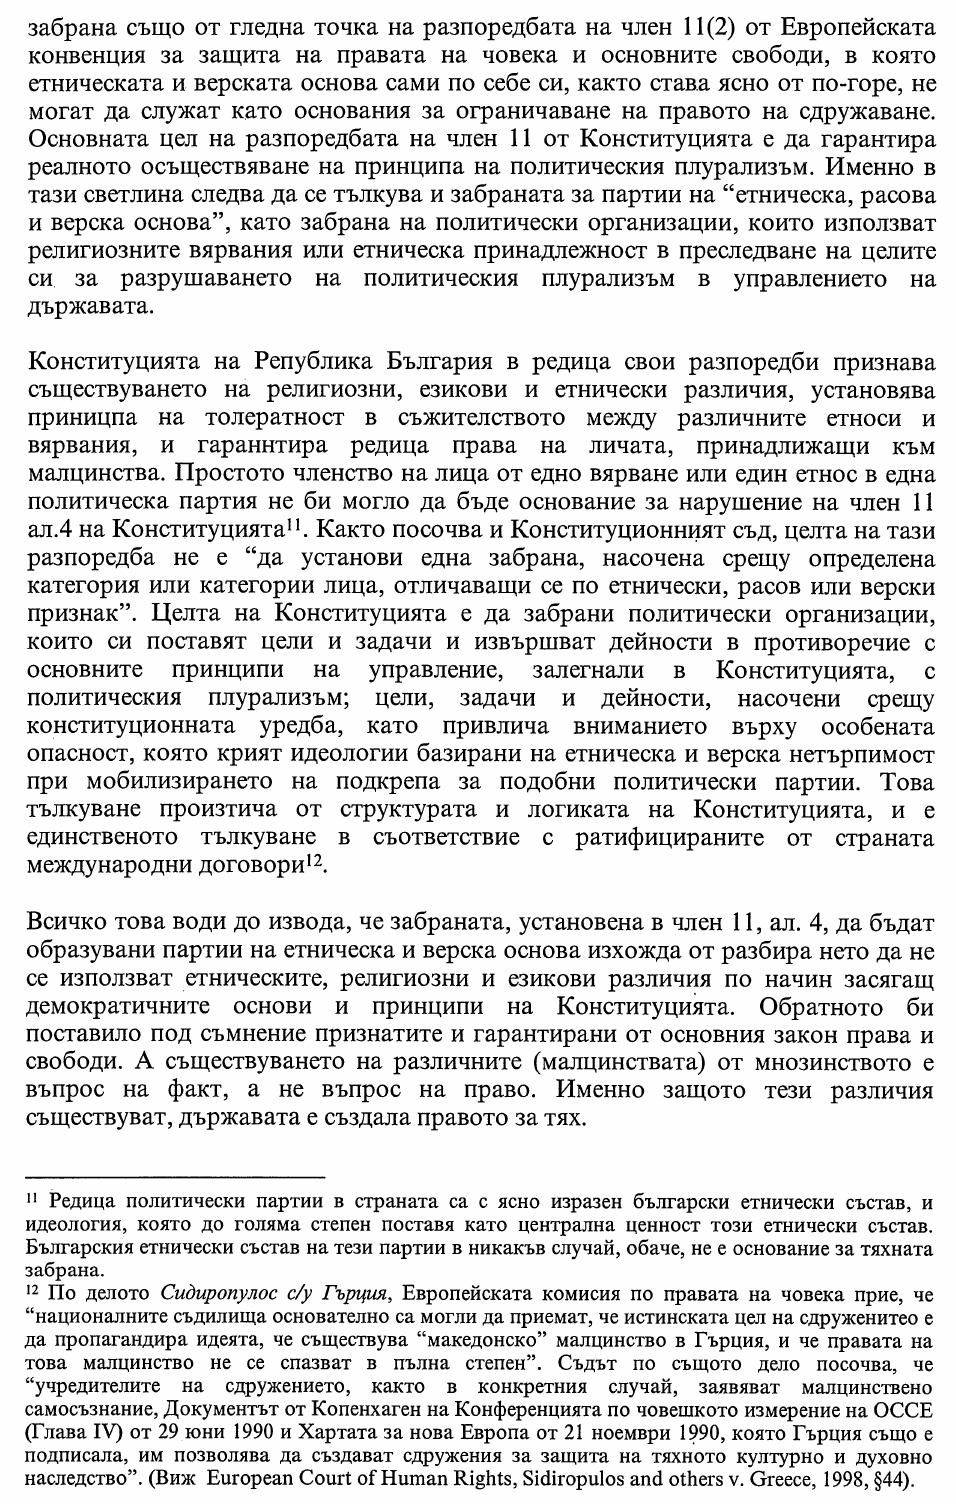 забрана също от гледна точка на разпоредбата на член 11(2) от Европейската
конвенция за защита на правата на човека и основните свободи, в която
етническата и верската основа сами по себе си, както става ясно от по-горе, не
могат да служат като основания за ограничаване на правото на сдружаване.
Основната цел на разпоредбата на член 11 от Конституцията е да гарантира
реалното осъществяване на принципа на политическия плурализъм. Именно в
тази светлина следва да се тълкува и забраната за партии на “етническа, расова
и верска основа”, като забрана на политически организации, които използват
религиозните вярвания или етническа принадлежност в преследване на целите
си за разрушаването на политическия плурализъм в управлението на
държавата.

Конституцията на Република България в редица свои разпоредби признава
съществуването на религиозни, езикови и етнически различия, установява
приницпа на толератност в съжителството между различните етноси и
вярвания, и гараннтира редица права на личата, принадлижащи към
малцинства. Простото членство на лица от едно вярване или един етнос в една
политическа партия не би могло да бъде основание за нарушение на член 11
ал.4 на Конституцията¹¹. Както посочва и Конституционният съд, целта на тази
разпоредба не е “да установи една забрана, насочена срещу определена
категория или категории лица, отличаващи се по етнически, расов или верски
признак”. Целта на Конституцията е да забрани политически организации,
които си поставят цели и задачи и извършват дейности в противоречие с
основните принципи на управление, залегнали в Конституцията, с
политическия плурализъм; цели, задачи и дейности, насочени срещу
конституционната уредба, като привлича вниманието върху особената
опасност, която крият идеологии базирани на етническа и верска нетърпимост
при мобилизирането на подкрепа за подобни политически партии. Това
тълкуване произтича от структурата и логиката на Конституцията, и е
единственото тълкуване в съответствие с ратифицираните от страната
международни договори¹².

Всичко това води до извода, че забраната, установена в член 11, ал. 4, да бъдат
образувани партии на етническа и верска основа изхожда от разбира нето да не
се използват етническите, религиозни и езикови различия по начин засягащ
демократичните основи и принципи на Конституцията. Обратното би
поставило под съмнение признатите и гарантирани от основния закон права и
свободи. А съществуването на различните (малцинствата) от мнозинството е
въпрос на факт, а не въпрос на право. Именно защото тези различия
съществуват, държавата е създала правото за тях.

¹¹ Редица политически партии в страната са с ясно изразен български етнически състав, и
идеология, която до голяма степен поставя като централна ценност този етнически състав.
Българския етнически състав на тези партии в никакъв случай, обаче, не е основание за тяхната
забрана.
¹² По делото Сидиропулос с/у Гърция, Европейската комисия по правата на човека прие, че
“националните съдилища основателно са могли да приемат, че истинската цел на сдружението е
да пропагандира идеята, че съществува “македонско” малцинство в Гърция, и че правата на
това малцинство не се спазват в пълна степен”. Съдът по същото дело посочва, че
“учредителите на сдружението, както в конкретния случай, заявяват малцинствено
самосъзнание, Документът от Копенхаген на Конференцията по човешкото измерение на ОССЕ
(Глава IV) от 29 юни 1990 и Хартата за нова Европа от 21 ноември 1990, която Гърция също е
подписала, им позволява да създават сдружения за защита на тяхното културно и духовно
наследство”. (Виж European Court of Human Rights, Sidiropulos and others v. Greece, 1998, §44).